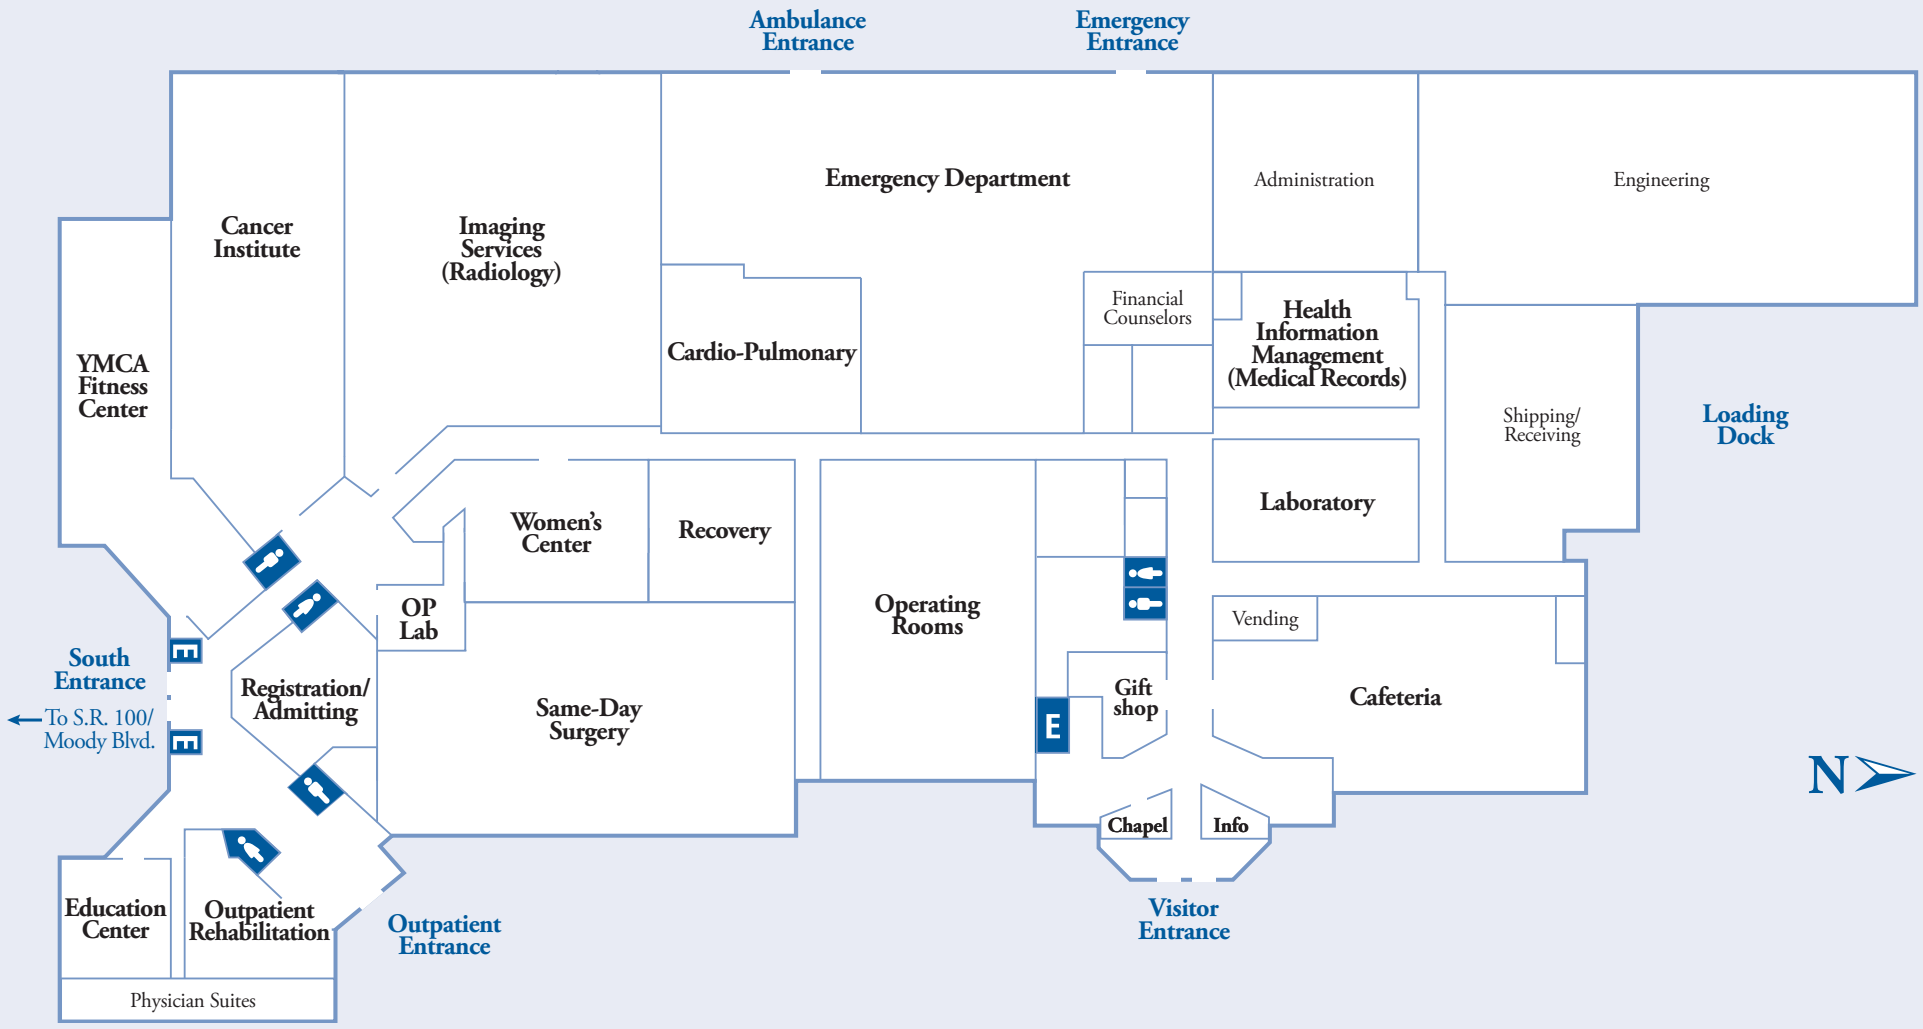 Ambulance
Entrance
Emergency
Entrance
Emergency Department
Administration
Engineering
Cancer
Institute
Imaging
Services
(Radiology)
Financial
Counselors
Health
Information
Management
(Medical Records)
Cardio-Pulmonary
YMCA
Fitness
Center
Shipping/
Receiving
Loading
Dock
Women's
Center
Recovery
Laboratory
OP
Lab
Operating
Rooms
Vending
E
South
Entrance
To S.R. 100/
Moody Blvd.
E
Registration/
Admitting
Same-Day
Surgery
E
Gift
shop
Cafeteria
N
Chapel
Info
Education
Center
Outpatient
Rehabilitation
Outpatient
Entrance
Visitor
Entrance
Physician Suites